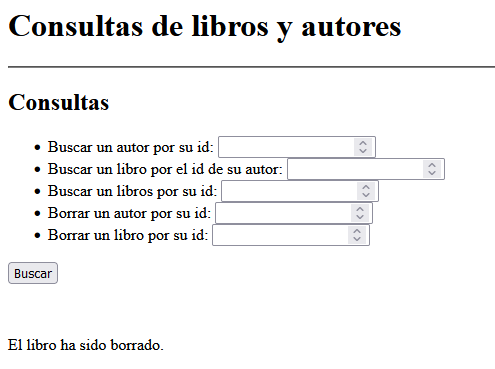 Consultas de libros y autores
Consultas
Buscar un autor por su id:
Buscar un libro por el id de su autor:
Buscar un libros por su id:
Borrar un autor por su id:
Borrar un libro por su id:
Buscar
El libro ha sido borrado.